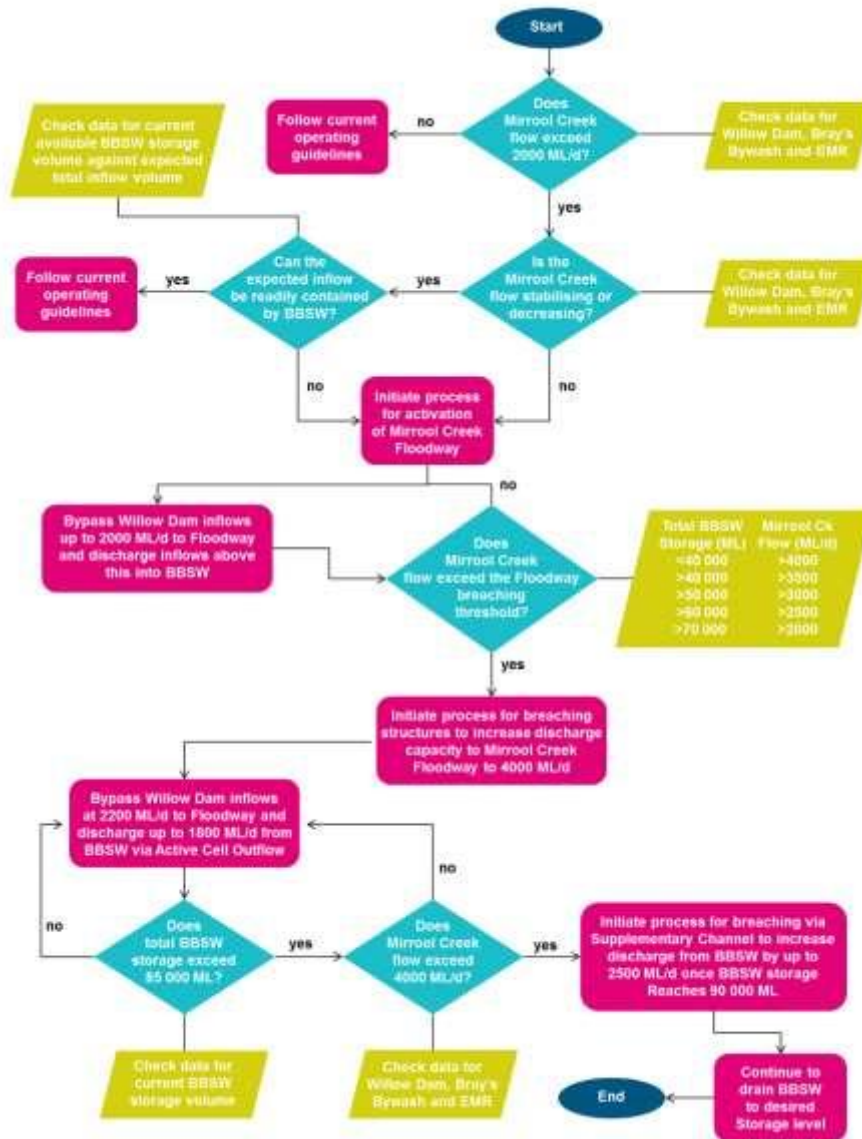 Start
Does
Mirrool Creek
flow exceed
2000 ML/d?
no
Follow current
operating
guidelines
Check data for
Willow Dam, Bray's
Bywash and EMR
Check data for current
available BBSW storage
volume against expected
total inflow volume
yes
Is the
Mirrool Creek
flow stabilising or
decreasing?
Check data for
Willow Dam, Bray's
Bywash and EMR
yes
Can the
expected inflow
be readily contained
by BBSW?
yes
Follow current
operating
guidelines
no
no
Initiate process
for activation
of Mirrool Creek
Floodway
no
Bypass Willow Dam inflows
up to 2000 ML/d to Floodway
and discharge inflows above
this into BBSW
Does
Mirrool Creek
flow exceed the Floodway
breaching
threshold?
Total BBSW Mirrool Ck
Storage (ML) Flow (ML/d)
<40 000 >4000
>40 000 >3500
>50 000 >3000
>60 000 >2500
>70 000 >2000
yes
Initiate process for breaching
structures to increase discharge
capacity to Mirrool Creek
Floodway to 4000 ML/d
Bypass Willow Dam inflows
at 2200 ML/d to Floodway and
discharge up to 1800 ML/d from
BBSW via Active Cell Outflow
no
no
Does
total BBSW
storage exceed
ML?
yes
Does
Mirrool Creek
flow exceed
4000 ML/d?
yes
Initiate process for breaching via
Supplementary Channel to increase
discharge from BBSW by up to
2500 ML/d once BBSW storage
Reaches 90 000 ML
Check data for
current BBSW
storage volume
Check data for
Willow Dam, Bray's
Bywash and EMR
Continue to
drain BBSW
to desired
Storage level
End